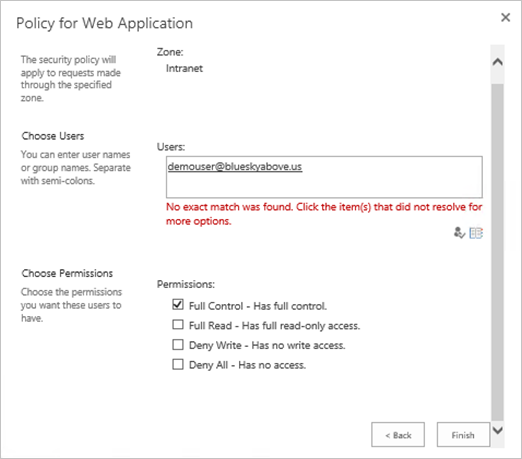 Policy for Web Application
Zone:
Intranet
The security policy will
apply to requests made
through the specified
zone.
Choose Users
You can enter user names
or group names. Separate
with semi-colons.
Users:
demouser@blueskyabove.us
No exact match was found. Click the item(s) that did not resolve for
more options.
Choose Permissions
Choose the permissions
you want these users to
have.
Permissions:
Full Control - Has full control.
Full Read - Has full read-only access.
Deny Write - Has no write access.
Deny All - Has no access.
< Back
Finish